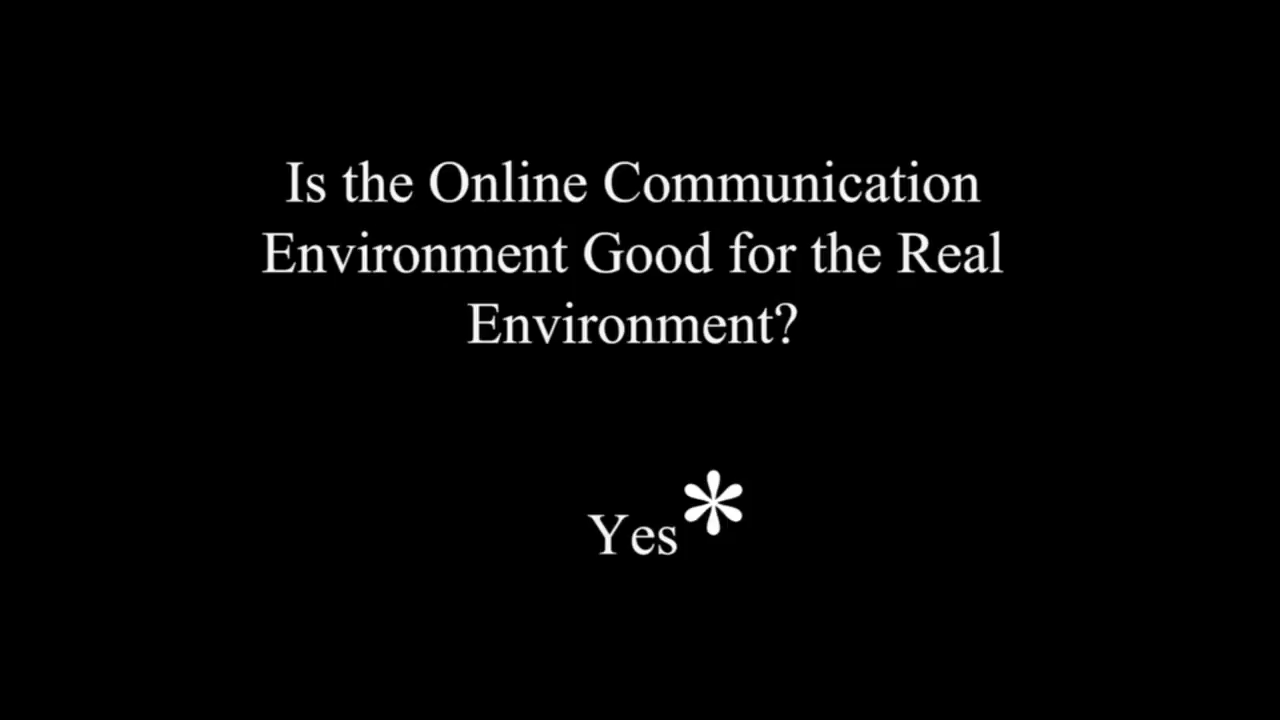 Is the Online Communication
Environment Good for the Real
Environment?
Yes*